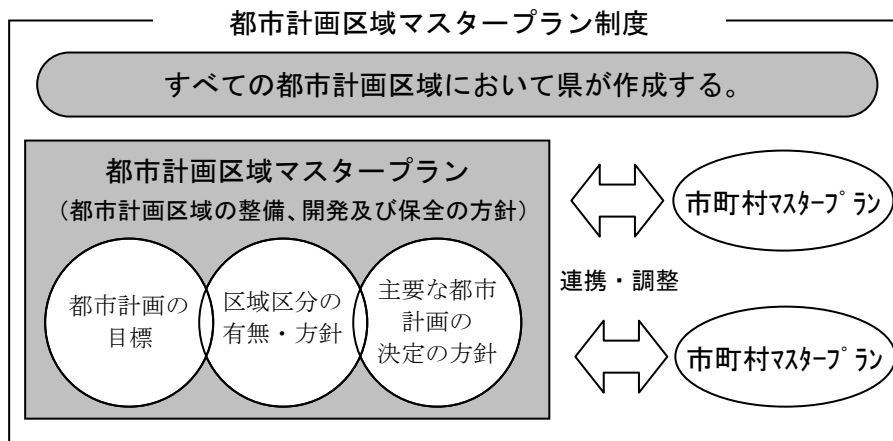 都市計画区域マスタープラン制度
すべての都市計画区域において県が作成する。
都市計画区域マスタープラン
（都市計画区域の整備、開発及び保全の方針）
都市計画の
目標
区域区分の
有無・方針
主要な都市
計画の
決定の方針
市町村ﾏｽﾀｰﾌﾟﾗﾝ
連携・調整
市町村ﾏｽﾀｰﾌﾟﾗﾝ